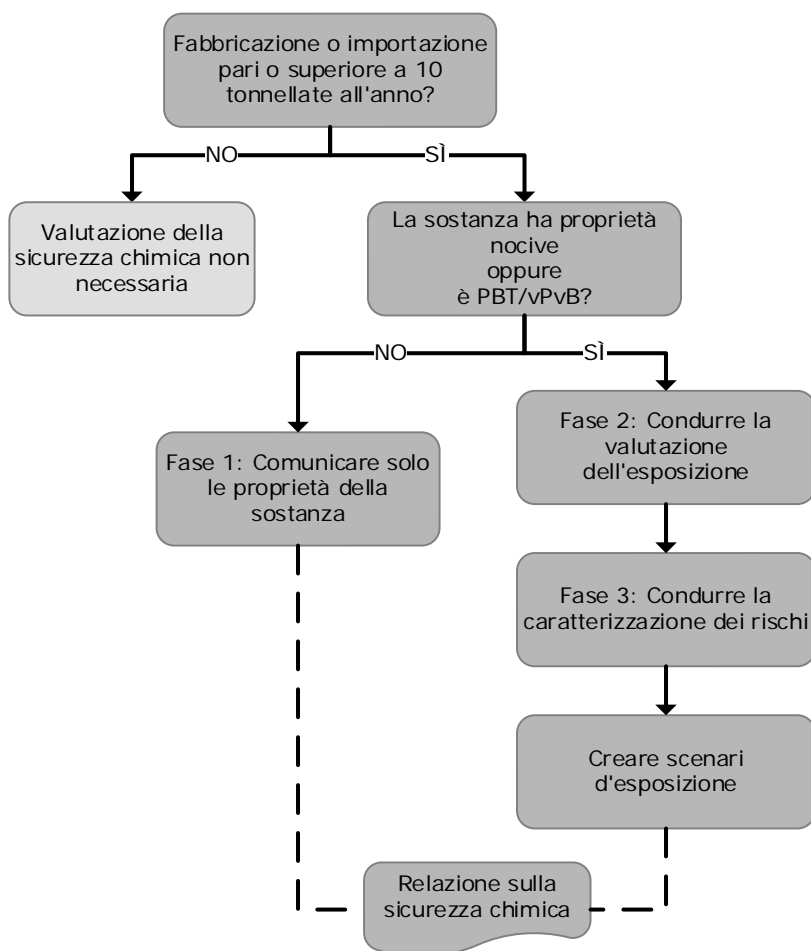 Fabbricazione o importazione
pari o superiore a 10
tonnellate all'anno?
NO
SÌ
Valutazione della
sicurezza chimica non
necessaria
La sostanza ha proprietà
nocive
oppure
è PBT/vPvB?
NO
SÌ
Fase 1: Comunicare solo
le proprietà della
sostanza
Fase 2: Condurre la
valutazione
dell'esposizione
Fase 3: Condurre la
caratterizzazione dei rischi
Creare scenari
d'esposizione
Relazione sulla
sicurezza chimica